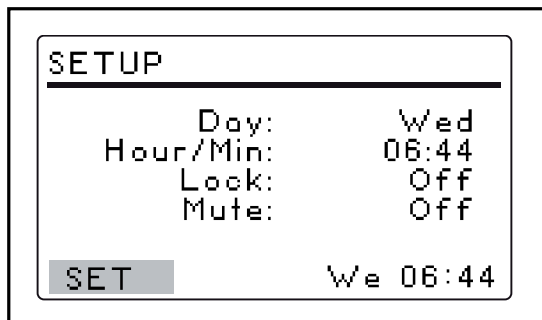 SETUP
Day: Wed
Hour/Min: 06:44
Lock: Off
Mute: Off
SET We 06:44